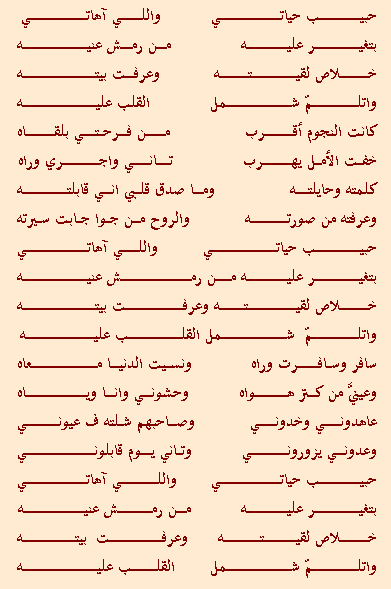 حبيب حياتي واللي آهاتي
بتغير عليه من رمش عنيه
خلاص لقيته وعرفت بيته
واتلمّ شمل القلب عليه
كانت النجوم أقرب من فرحتي بلقاه
خفت الأمل يهرب تاني واجري وراه
كلمته وحايلته وما صدق قلبي اني قابلته
وعرفته من صورته والروح من جوا جابت سيرته
حبيب حياتي واللي آهاتي
بتغير عليه من رمش عنيه
خلاص لقيته وعرفت بيته
واتلمّ شمل القلب عليه
سافر وسافرت وراه ونسيت الدنيا معاه
وعينيَّ من كتر هواه وحشوني وانا وياه
عاهدوني وخدوني وصاحبهم شلته ف عيوني
وعدوني يزوروني وتاني يوم قابلوني
حبيب حياتي واللي آهاتي
بتغير عليه من رمش عنيه
خلاص لقيته وعرفت بيته
واتلمّ شمل القلب عليه